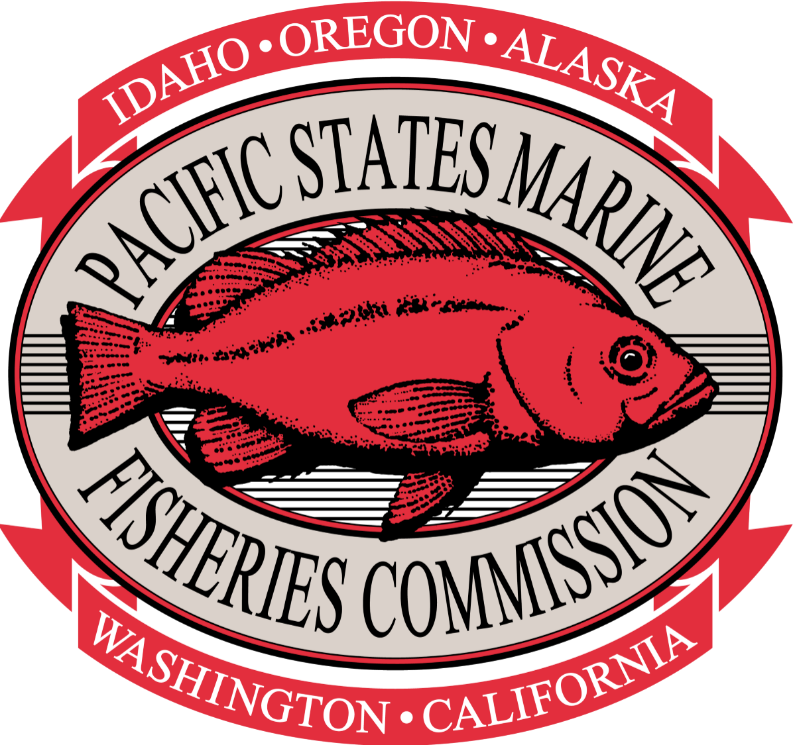 IDAHO • OREGON • ALASKA
PACIFIC STATES MARINE
FISHERIES COMMISSION
WASHINGTON • CALIFORNIA